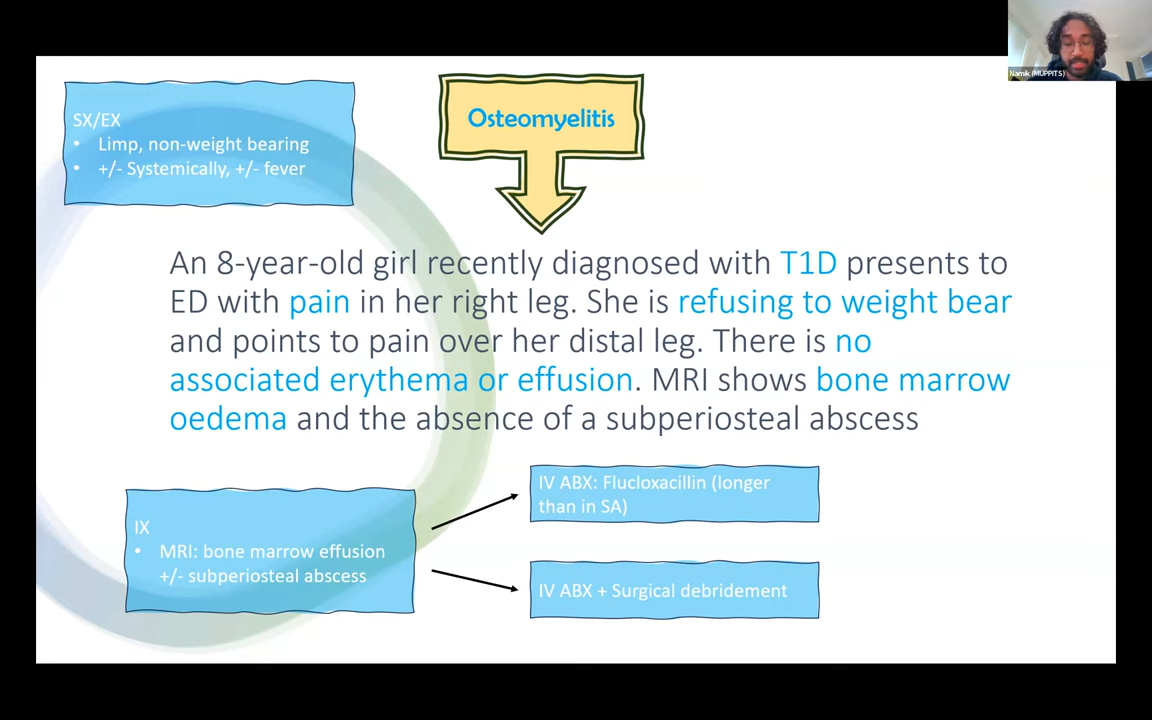 Namik (MUPPITS)
Osteomyelitis
SX/EX
• Limp, non-weight bearing
• +/- Systemically, +/- fever
An 8-year-old girl recently diagnosed with T1D presents to
ED with pain in her right leg. She is refusing to weight bear
and points to pain over her distal leg. There is no
associated erythema or effusion. MRI shows bone marrow
oedema and the absence of a subperiosteal abscess
IX
• MRI: bone marrow effusion
+/- subperiosteal abscess
IV ABX: Flucloxacillin (longer
than in SA)
IV ABX + Surgical debridement